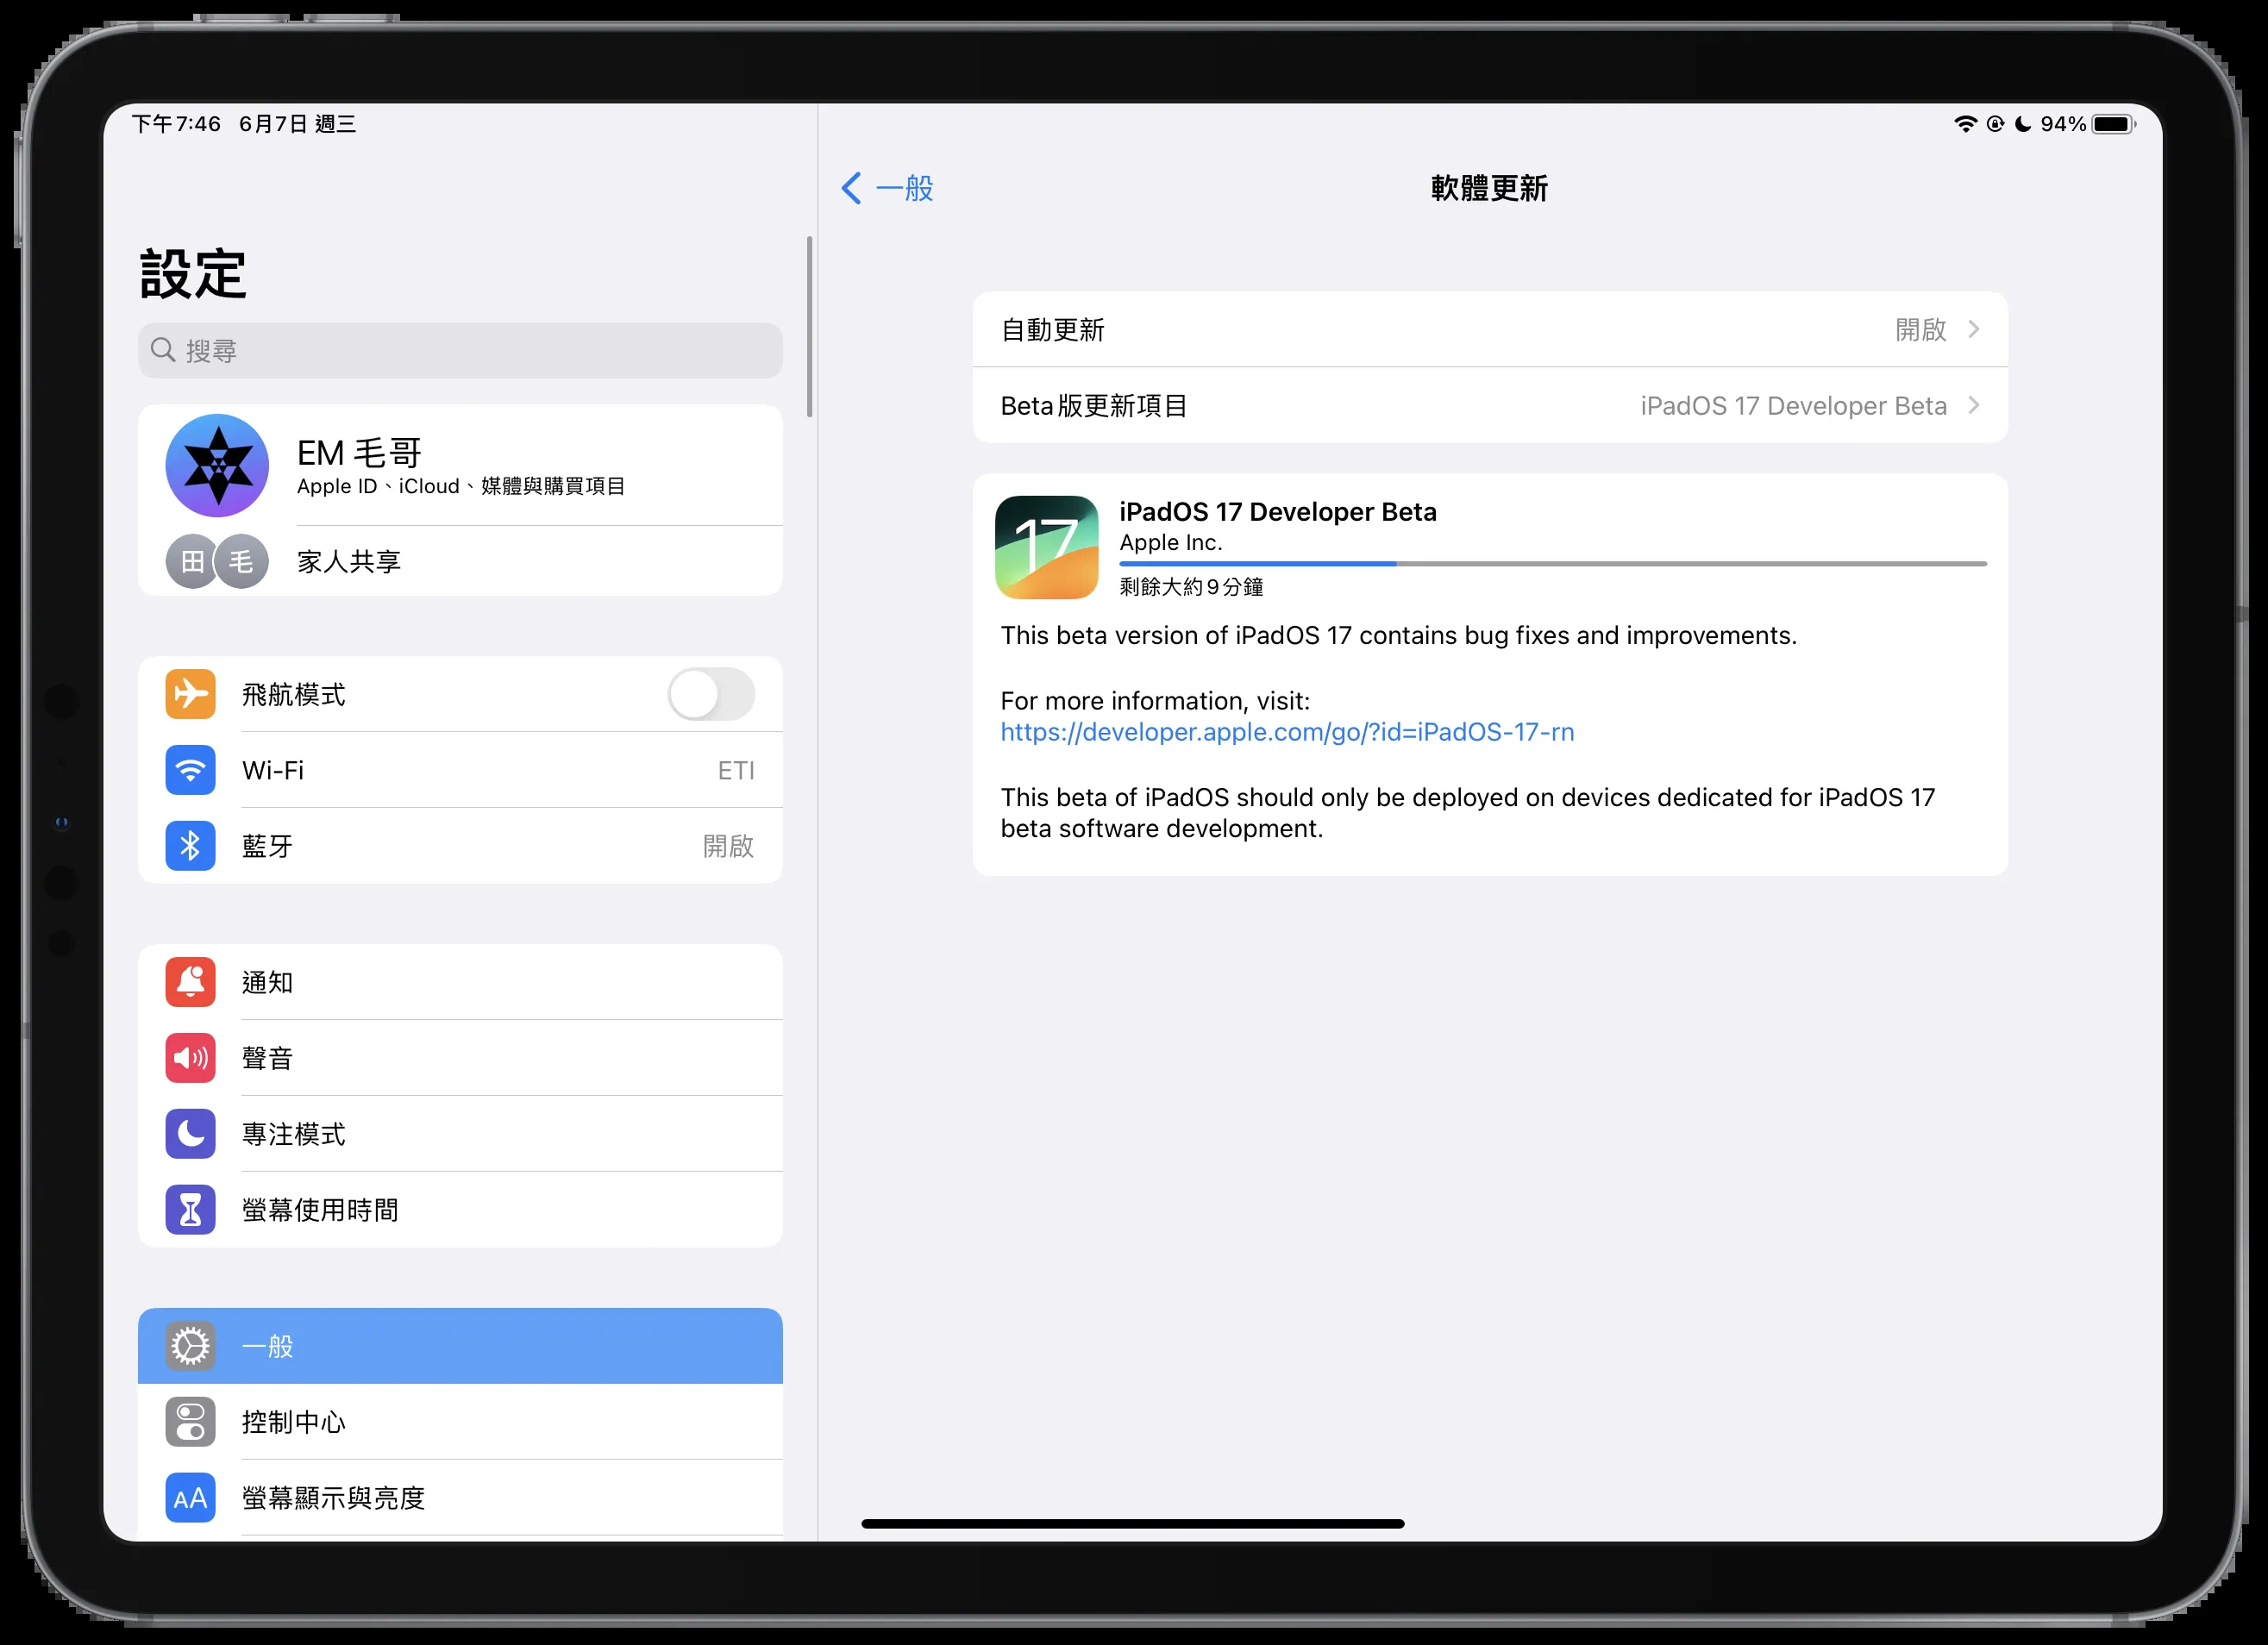 下午7:46 6月7日 週三
94%
設定
搜尋
EM 毛哥
Apple ID、iCloud、媒體與購買項目
田 毛 家人共享
飛航模式
Wi-Fi ETI
藍牙 開啟
通知
聲音
專注模式
螢幕使用時間
一般
控制中心
AA 螢幕顯示與亮度
一般
軟體更新
自動更新 開啟
Beta版更新項目 iPadOS 17 Developer Beta
17
iPadOS 17 Developer Beta
Apple Inc.
剩餘大約9分鐘
This beta version of iPadOS 17 contains bug fixes and improvements.
For more information, visit:
https://developer.apple.com/go/?id=iPadOS-17-rn
This beta of iPadOS should only be deployed on devices dedicated for iPadOS 17
beta software development.